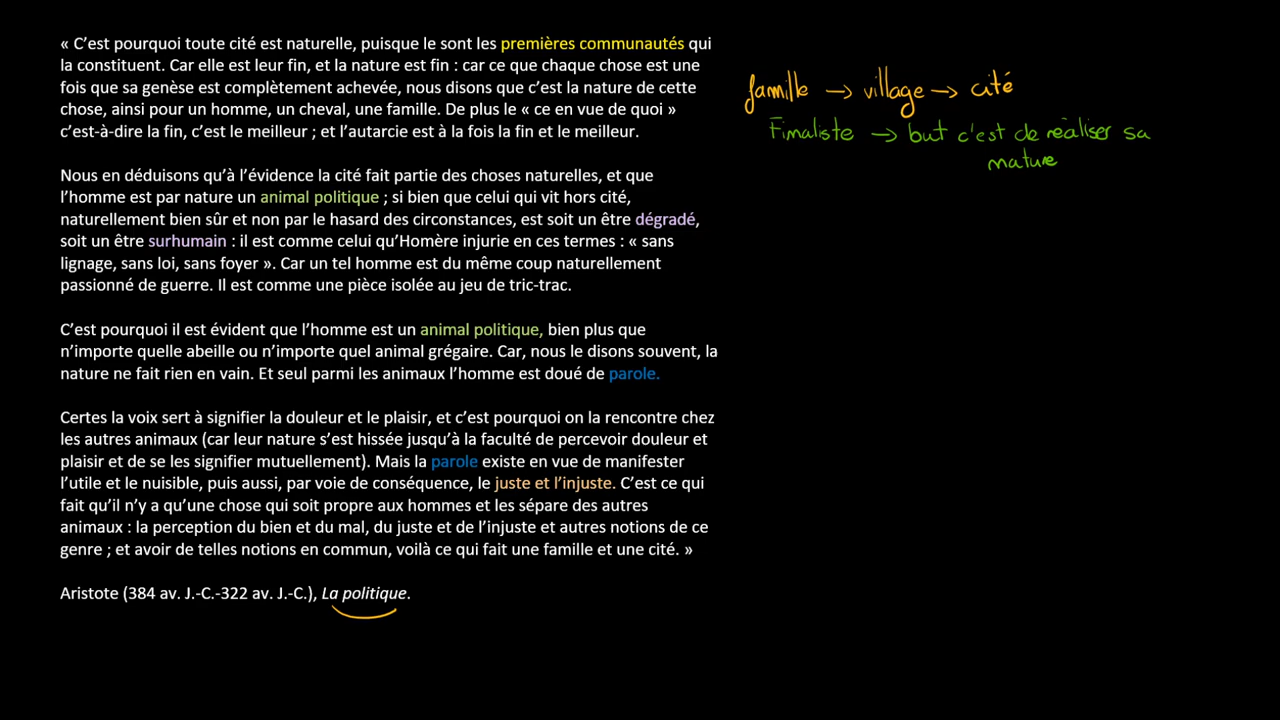 « C'est pourquoi toute cité est naturelle, puisque le sont les premières communautés qui
la constituent. Car elle est leur fin, et la nature est fin : car ce que chaque chose est une
fois que sa genèse est complètement achevée, nous disons que c'est la nature de cette
chose, ainsi pour un homme, un cheval, une famille. De plus le « ce en vue de quoi »
c'est-à-dire la fin, c'est le meilleur ; et l'autarcie est à la fois la fin et le meilleur.
Nous en déduisons qu'à l'évidence la cité fait partie des choses naturelles, et que
l'homme est par nature un animal politique ; si bien que celui qui vit hors cité,
naturellement bien sûr et non par le hasard des circonstances, est soit un être dégradé,
soit un être surhumain : il est comme celui qu'Homère injurie en ces termes : « sans
lignage, sans loi, sans foyer ». Car un tel homme est du même coup naturellement
passionné de guerre. Il est comme une pièce isolée au jeu de tric-trac.
C'est pourquoi il est évident que l'homme est un animal politique, bien plus que
n'importe quelle abeille ou n'importe quel animal grégaire. Car, nous le disons souvent, la
nature ne fait rien en vain. Et seul parmi les animaux l'homme est doué de parole.
Certes la voix sert à signifier la douleur et le plaisir, et c'est pourquoi on la rencontre chez
les autres animaux (car leur nature s'est hissée jusqu'à la faculté de percevoir douleur et
plaisir et de se les signifier mutuellement). Mais la parole existe en vue de manifester
l'utile et le nuisible, puis aussi, par voie de conséquence, le juste et l'injuste. C'est ce qui
fait qu'il n'y a qu'une chose qui soit propre aux hommes et les sépare des autres
animaux : la perception du bien et du mal, du juste et de l'injuste et autres notions de ce
genre ; et avoir de telles notions en commun, voilà ce qui fait une famille et une cité. »
Aristote (384 av. J.-C.-322 av. J.-C.), La politique.
famille → village → cité
Finaliste → but c'est de réaliser sa
nature